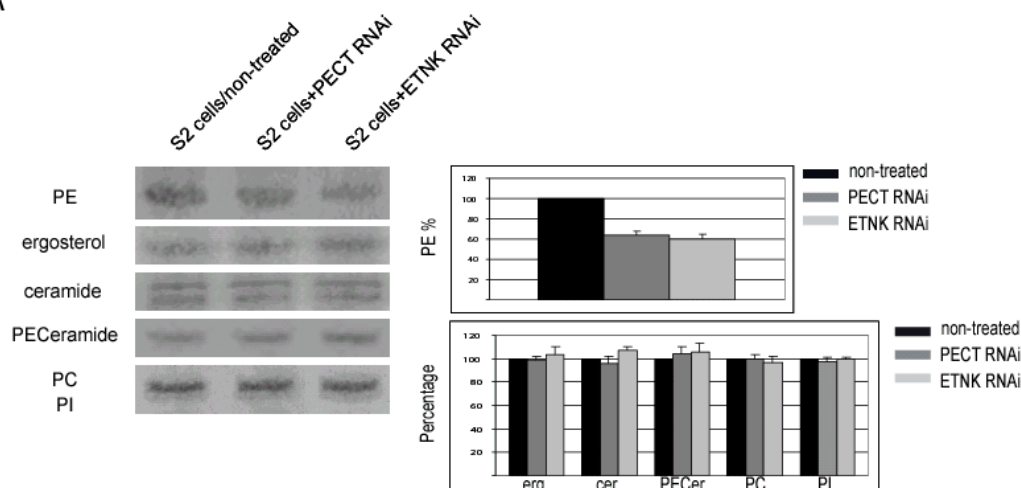 S2 cells/non-treated
S2 cells+PECT RNAi
S2 cells+ETNK RNAi
PE
ergosterol
ceramide
PECeramide
PC
PI
PE %
120
100
80
60
40
20
non-treated
PECT RNAi
ETNK RNAi
Percentage
120
100
80
60
40
20
erg
cer
PECer
PC
PI
non-treated
PECT RNAi
ETNK RNAi